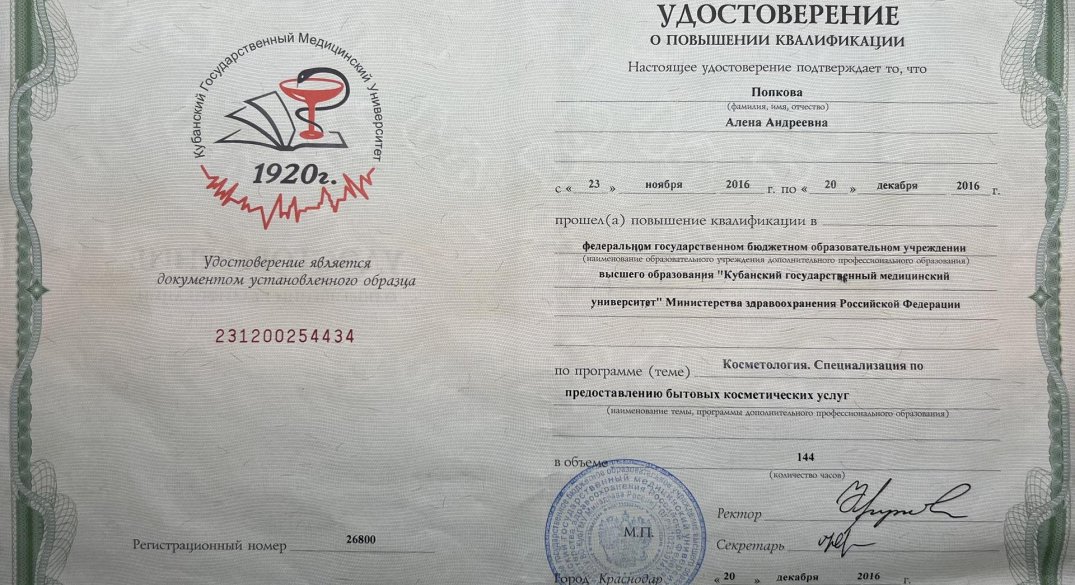 Кубанский Государственный Медицинский Университет
1920г.
Удостоверение является
документом установленного образца
231200254434
Регистрационный номер 26800
УДОСТОВЕРЕНИЕ
О ПОВЫШЕНИИ КВАЛИФИКАЦИИ
Настоящее удостоверение подтверждает то, что
Попкова
(фамилия, имя, отчество)
Алена Андреевна
с « 23 » ноября 2016 г. по « 20 » декабря 2016 г.
прошел(а) повышение квалификации в
федеральном государственном бюджетном образовательном учреждении
(наименование образовательного учреждения дополнительного профессионального образования)
высшего образования "Кубанский государственный медицинский
университет" Министерства здравоохранения Российской Федерации
по программе (теме) Косметология. Специализация по
предоставлению бытовых косметических услуг
(наименование темы, программы дополнительного профессионального образования)
в объеме 144
(количество часов)
Ректор
М.П.
Секретарь
Город Краснодар « 20 » декабря 2016 г.